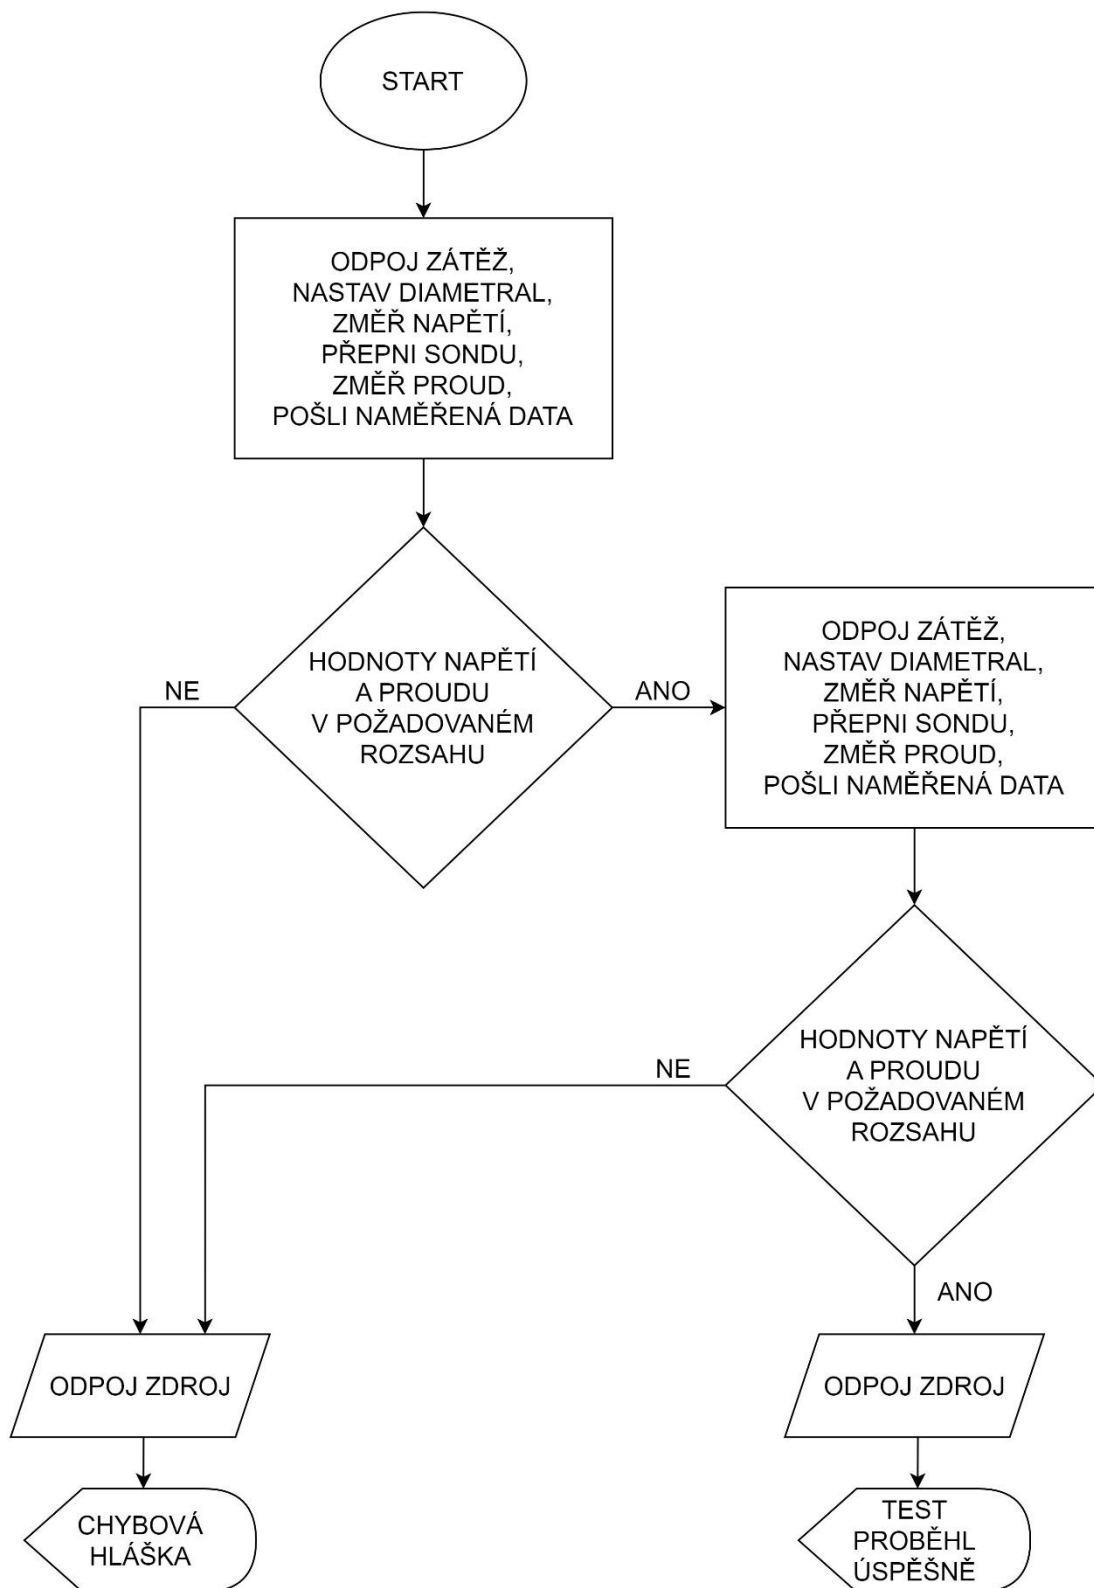 START
ODPOJ ZÁTĚŽ,
NASTAV DIAMETRAL,
ZMĚŘ NAPĚTÍ,
PŘEPNI SONDU,
ZMĚŘ PROUD,
POŠLI NAMĚŘENÁ DATA
HODNOTY NAPĚTÍ
A PROUDU
V POŽADOVANÉM
ROZSAHU
NE
ANO
ODPOJ ZÁTĚŽ,
NASTAV DIAMETRAL,
ZMĚŘ NAPĚTÍ,
PŘEPNI SONDU,
ZMĚŘ PROUD,
POŠLI NAMĚŘENÁ DATA
HODNOTY NAPĚTÍ
A PROUDU
V POŽADOVANÉM
ROZSAHU
NE
ANO
ODPOJ ZDROJ
ODPOJ ZDROJ
CHYBOVÁ
HLÁŠKA
TEST
PROBĚHL
ÚSPĚŠNĚ